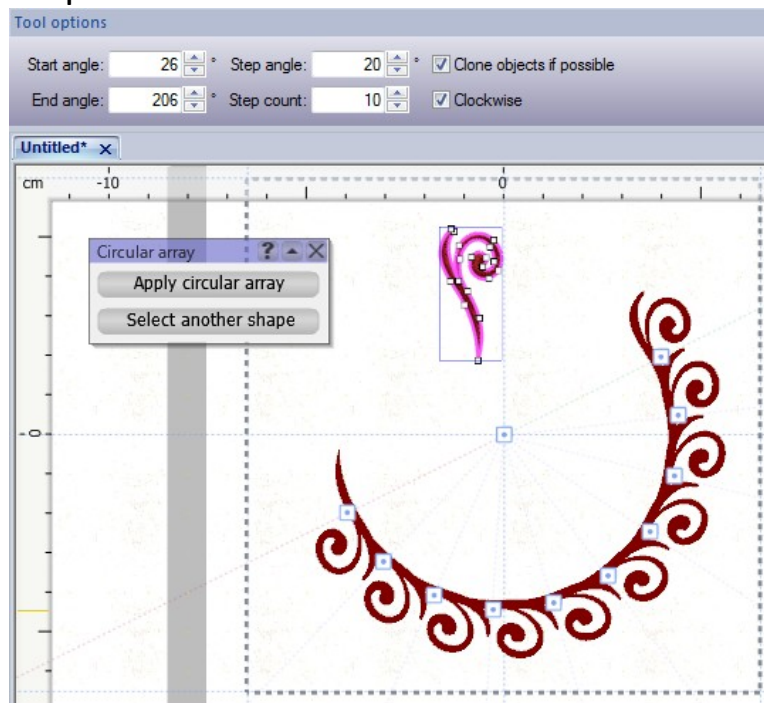 Tool options
Start angle: 26 ° Step angle: 20 ° Clone objects if possible
End angle: 206 ° Step count: 10 Clockwise
Untitled* x
cm -10 0
Circular array ?
Apply circular array
Select another shape
0